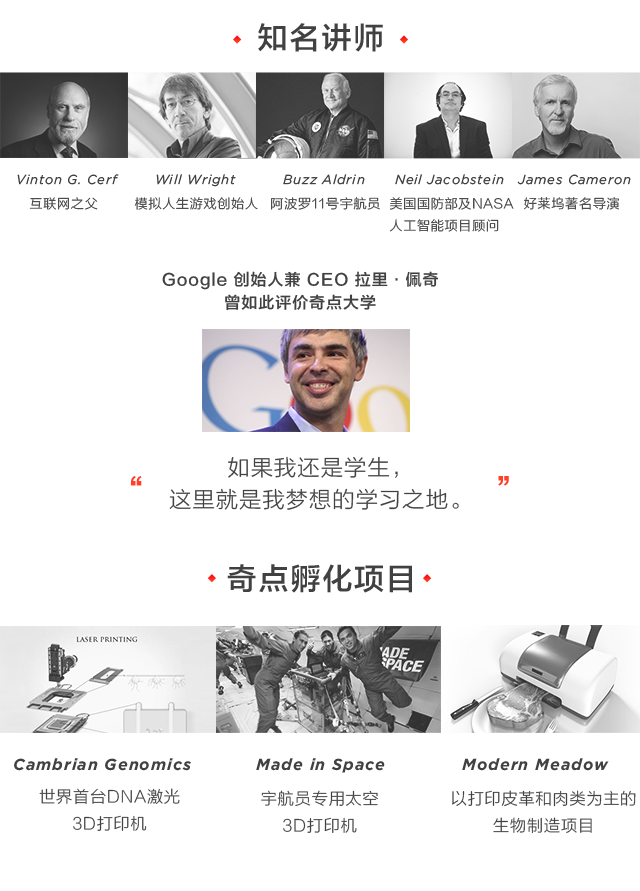 知名讲师
Vinton G. Cerf
互联网之父
Will Wright
模拟人生游戏创始人
Buzz Aldrin
阿波罗11号宇航员
Neil Jacobstein
美国国防部及NASA
人工智能项目顾问
James Cameron
好莱坞著名导演
Google 创始人兼 CEO 拉里·佩奇
曾如此评价奇点大学
Goo
“如果我还是学生，
这里就是我梦想的学习之地。”
奇点孵化项目
LASER PRINTING
MADE
SPACE
Cambrian Genomics
世界首台DNA激光
3D打印机
Made in Space
宇航员专用太空
3D打印机
Modern Meadow
以打印皮革和肉类为主的
生物制造项目